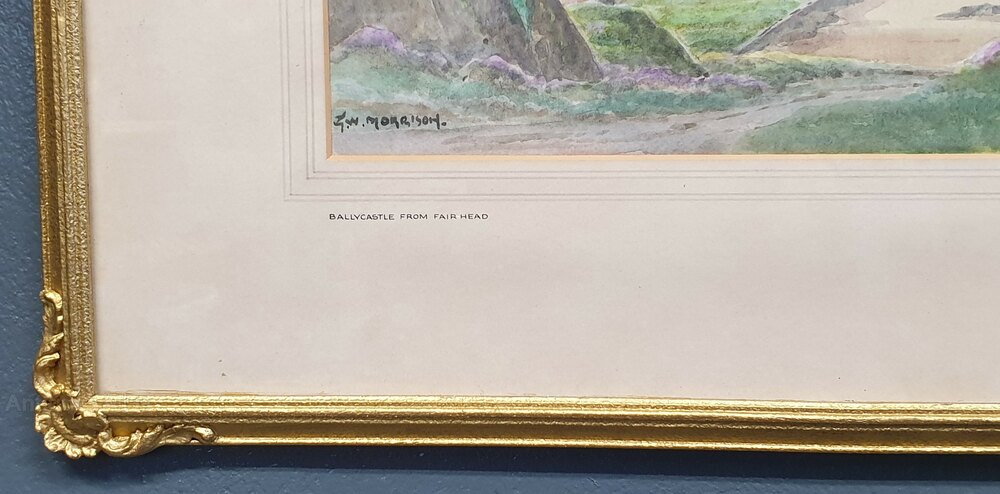 G.W. MORRISON.
BALLYCASTLE FROM FAIR HEAD